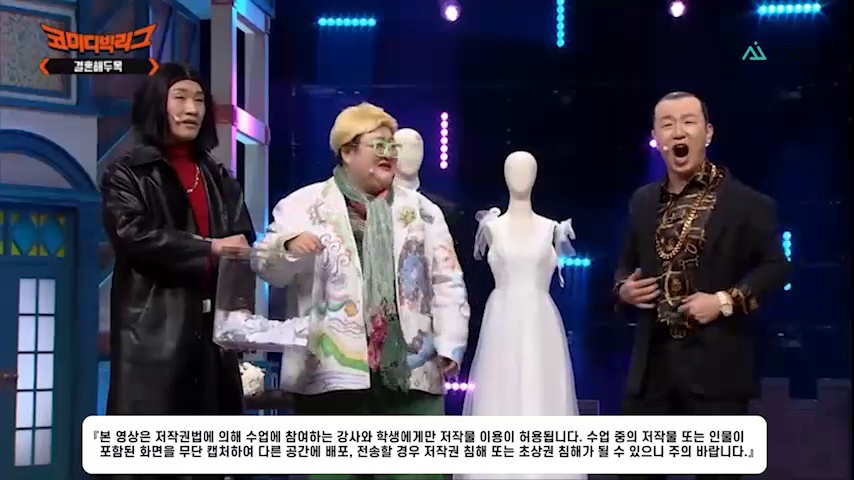 코미디빅리그
결혼해두목
『본 영상은 저작권법에 의해 수업에 참여하는 강사와 학생에게만 저작물 이용이 허용됩니다. 수업 중의 저작물 또는 인물이
포함된 화면을 무단 캡처하여 다른 공간에 배포, 전송할 경우 저작권 침해 또는 초상권 침해가 될 수 있으니 주의 바랍니다.』